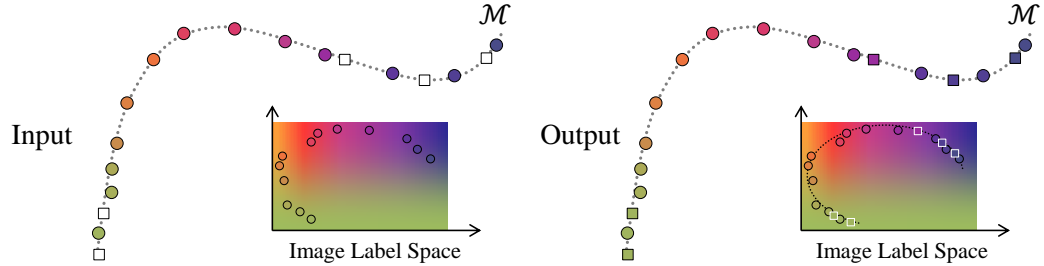 ℳ
Input
Image Label Space
ℳ
Output
Image Label Space